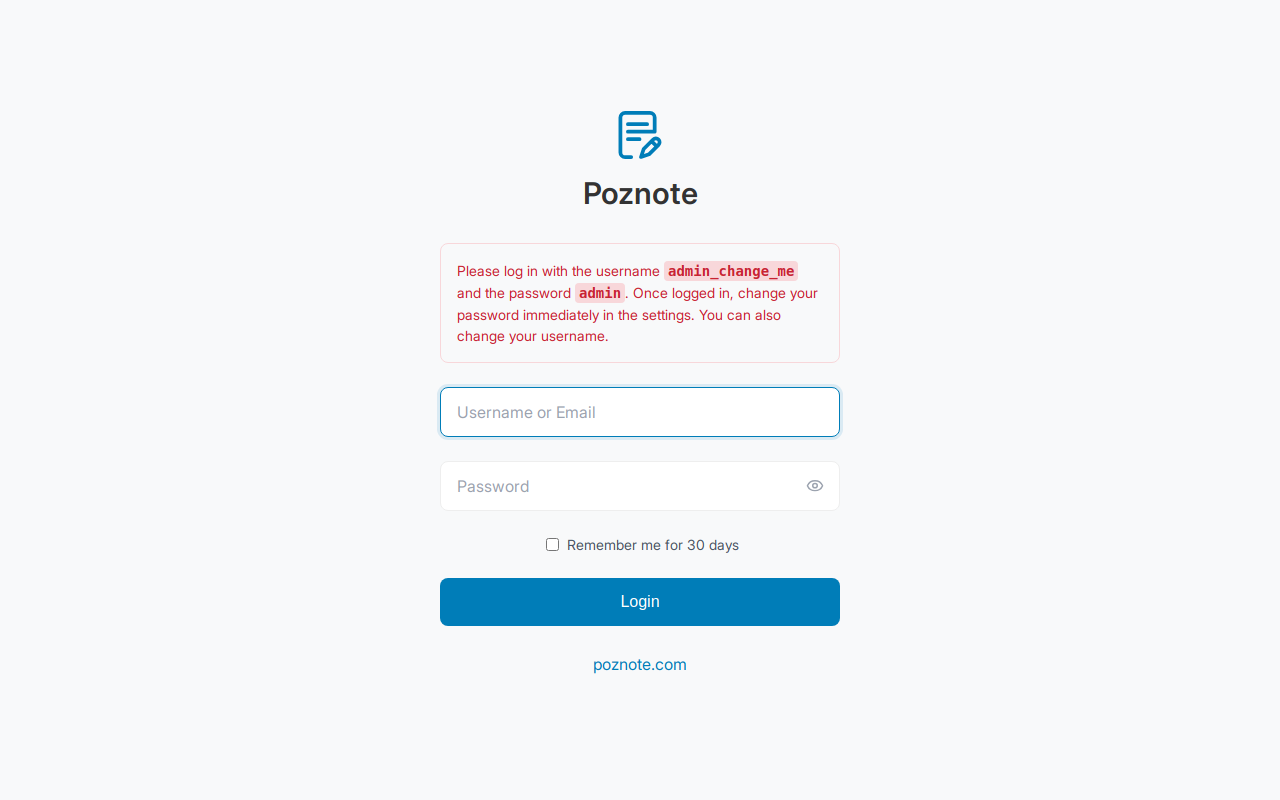 Poznote
Please log in with the username admin_change_me
and the password admin. Once logged in, change your
password immediately in the settings. You can also
change your username.
Username or Email
Password
Remember me for 30 days
Login
poznote.com